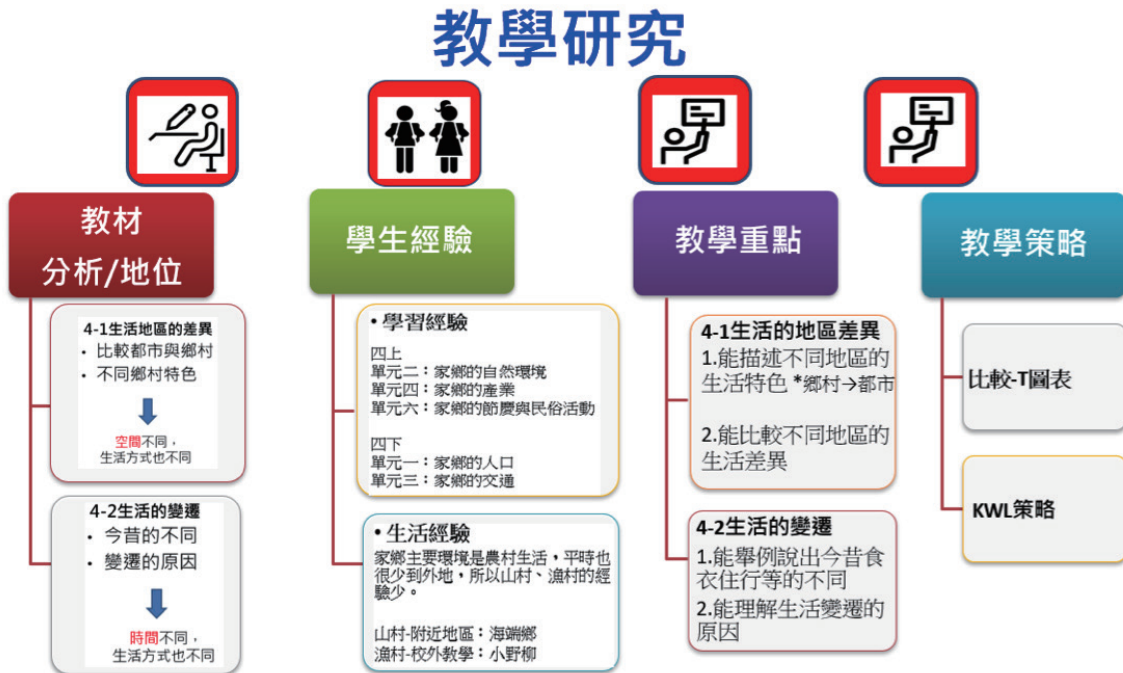 教學研究
教材
分析/地位
4-1生活地區的差異
• 比較都市與鄉村
• 不同鄉村特色
空間不同，
生活方式也不同
4-2生活的變遷
• 今昔的不同
• 變遷的原因
時間不同，
生活方式也不同
學生經驗
• 學習經驗
四上
單元二：家鄉的自然環境
單元四：家鄉的產業
單元六：家鄉的節慶與民俗活動
四下
單元一：家鄉的人口
單元三：家鄉的交通
• 生活經驗
家鄉主要環境是農村生活，平時也
很少到外地，所以山村、漁村的經
驗少。
山村-附近地區：海端鄉
漁村-校外教學：小野柳
教學重點
4-1生活的地區差異
1.能描述不同地區的
生活特色 *鄉村→都市
2.能比較不同地區的
生活差異
4-2生活的變遷
1.能舉例說出今昔食
衣住行等的不同
2.能理解生活變遷的
原因
教學策略
比較-T圖表
KWL策略